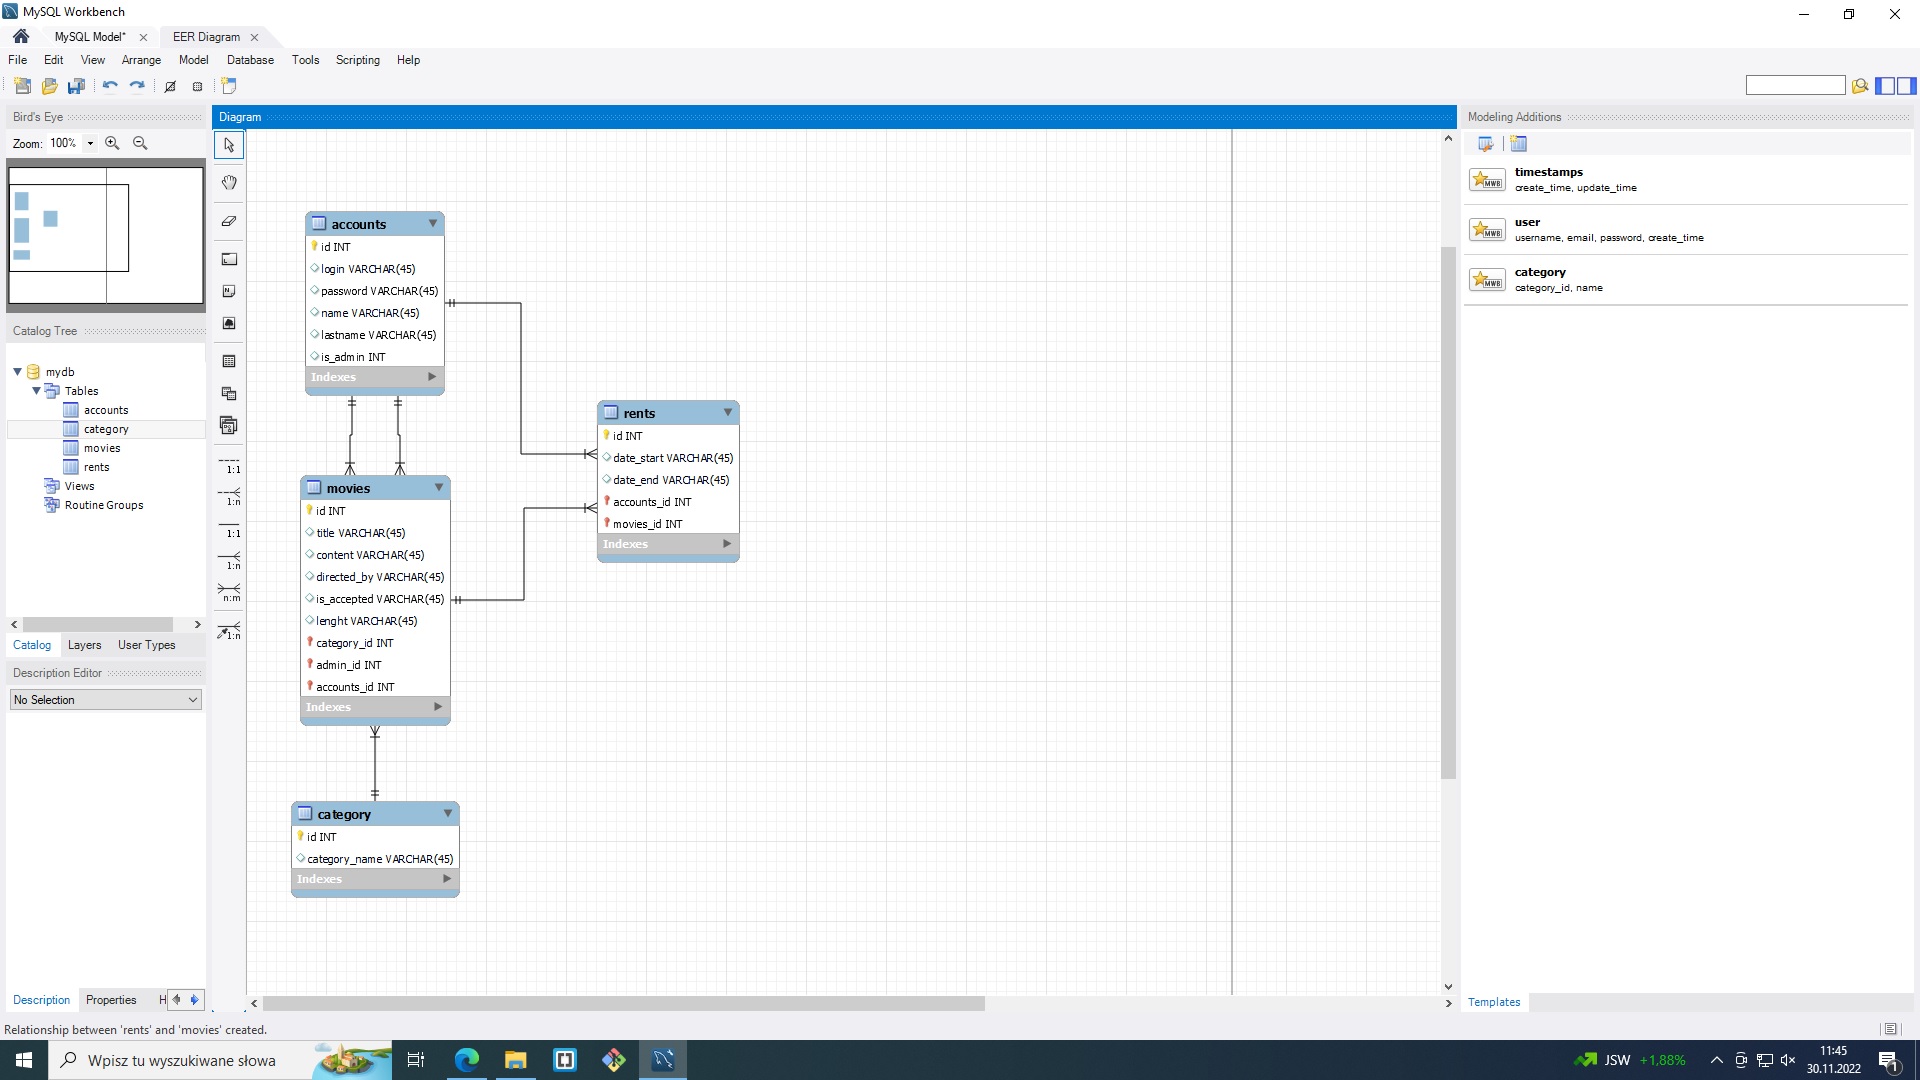 MySQL Workbench
MySQL Model*
EER Diagram
File Edit View Arrange Model Database Tools Scripting Help
Bird's Eye
Zoom: 100%
Catalog Tree
mydb
Tables
accounts
category
movies
rents
Views
Routine Groups
Catalog Layers User Types
Description Editor
No Selection
Description Properties H
Diagram
1:1
1:n
1:1
1:n
n:m
1:n
accounts
id INT
login VARCHAR(45)
password VARCHAR(45)
name VARCHAR(45)
lastname VARCHAR(45)
is_admin INT
Indexes
movies
id INT
title VARCHAR(45)
content VARCHAR(45)
directed_by VARCHAR(45)
is_accepted VARCHAR(45)
lenght VARCHAR(45)
category_id INT
admin_id INT
accounts_id INT
Indexes
category
id INT
category_name VARCHAR(45)
Indexes
rents
id INT
date_start VARCHAR(45)
date_end VARCHAR(45)
accounts_id INT
movies_id INT
Indexes
Modeling Additions
MWB
timestamps
create_time, update_time
MWB
user
username, email, password, create_time
MWB
category
category_id, name
Templates
Relationship between 'rents' and 'movies' created.
Wpisz tu wyszukiwane słowa
JSW +1,88%
11:45
30.11.2022
1